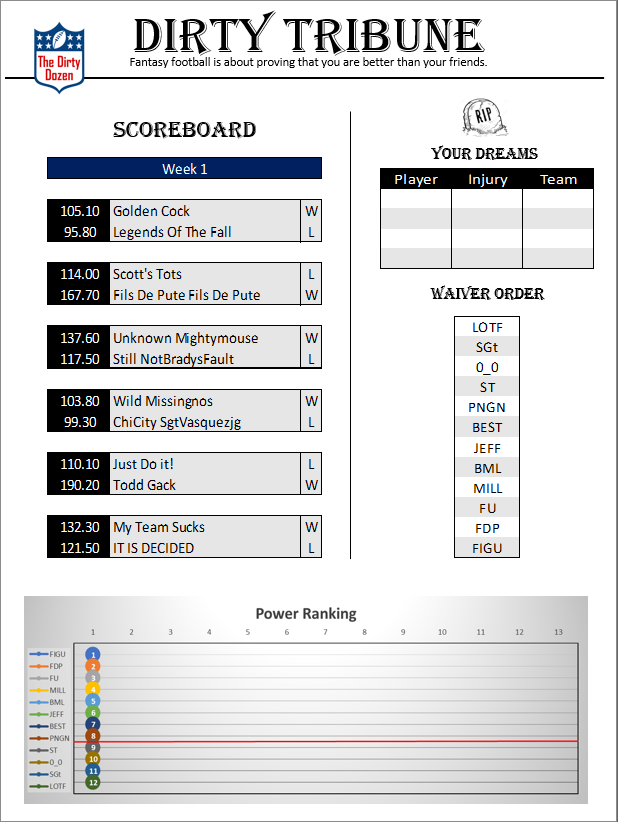 DIRTY TRIBUNE
The Dirty
Dozen
Fantasy football is about proving that you are better than your friends.
SCOREBOARD
Week 1
105.10 Golden Cock W
95.80 Legends Of The Fall L
114.00 Scott's Tots L
167.70 Fils De Pute Fils De Pute W
137.60 Unknown Mightymouse W
117.50 Still NotBradysFault L
103.80 Wild Missingnos W
99.30 ChiCity SgtVasquezjg L
110.10 Just Do it! L
190.20 Todd Gack W
132.30 My Team Sucks W
121.50 IT IS DECIDED L
RIP
YOUR DREAMS
Player Injury Team
WAIVER ORDER
LOTF
SGt
0_0
ST
PNGN
BEST
JEFF
BML
MILL
FU
FDP
FIGU
Power Ranking
1 2 3 4 5 6 7 8 9 10 11 12 13
FIGU 1
FDP 2
FU 3
MILL 4
BML 5
JEFF 6
BEST 7
PNGN 8
ST 9
0_0 10
SGt 11
LOTF 12